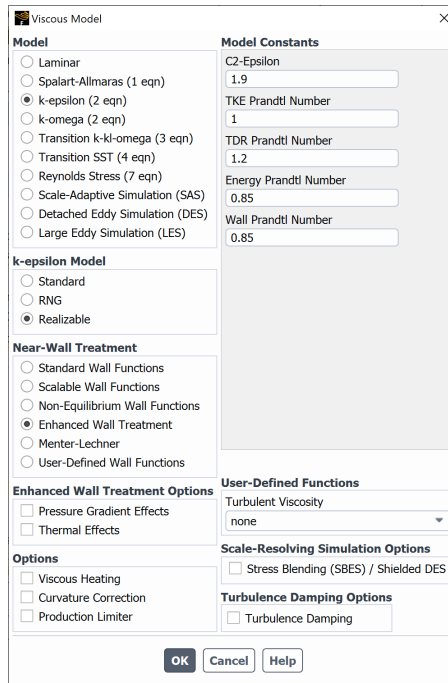 Viscous Model
Model
Laminar
Spalart-Allmaras (1 eqn)
k-epsilon (2 eqn)
k-omega (2 eqn)
Transition k-kl-omega (3 eqn)
Transition SST (4 eqn)
Reynolds Stress (7 eqn)
Scale-Adaptive Simulation (SAS)
Detached Eddy Simulation (DES)
Large Eddy Simulation (LES)
k-epsilon Model
Standard
RNG
Realizable
Near-Wall Treatment
Standard Wall Functions
Scalable Wall Functions
Non-Equilibrium Wall Functions
Enhanced Wall Treatment
Menter-Lechner
User-Defined Wall Functions
Enhanced Wall Treatment Options
Pressure Gradient Effects
Thermal Effects
Options
Viscous Heating
Curvature Correction
Production Limiter
Model Constants
C2-Epsilon
1.9
TKE Prandtl Number
1
TDR Prandtl Number
1.2
Energy Prandtl Number
0.85
Wall Prandtl Number
0.85
User-Defined Functions
Turbulent Viscosity
none
Scale-Resolving Simulation Options
Stress Blending (SBES) / Shielded DES
Turbulence Damping Options
Turbulence Damping
OK
Cancel
Help